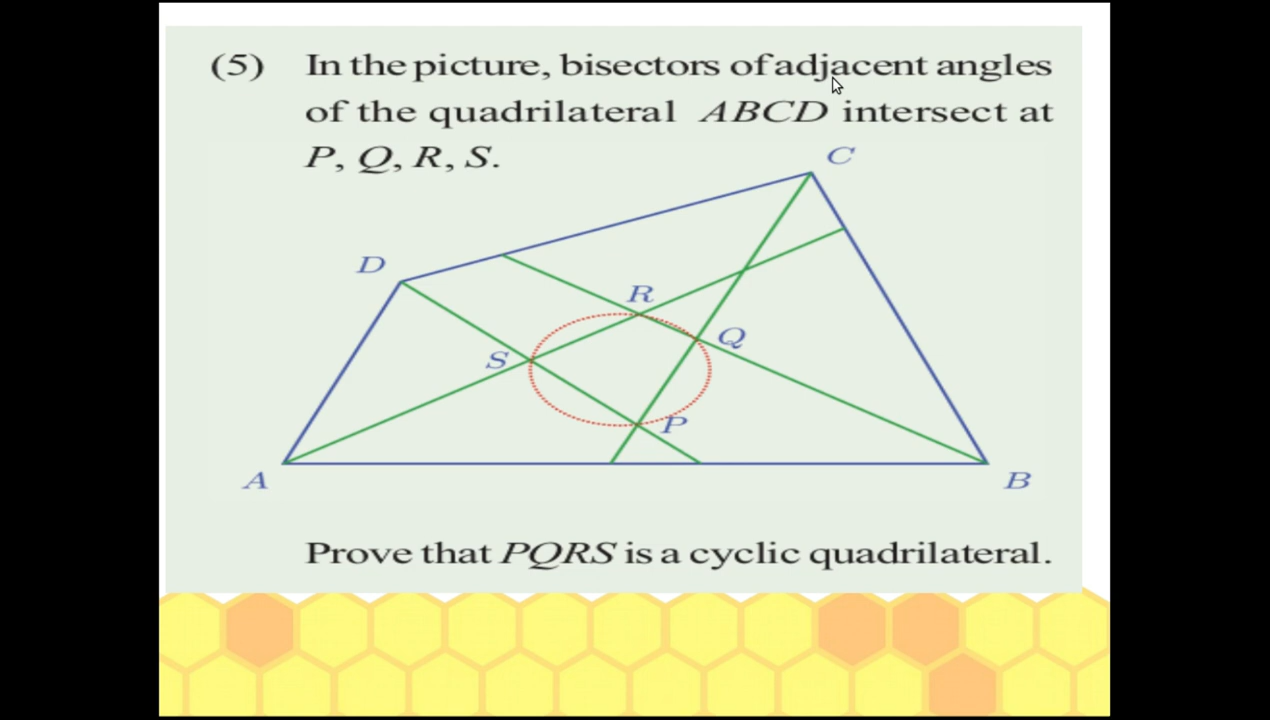 (5) In the picture, bisectors of adjacent angles
of the quadrilateral ABCD intersect at
P, Q, R, S.
C
D
R
Q
S
P
A
B
Prove that PQRS is a cyclic quadrilateral.